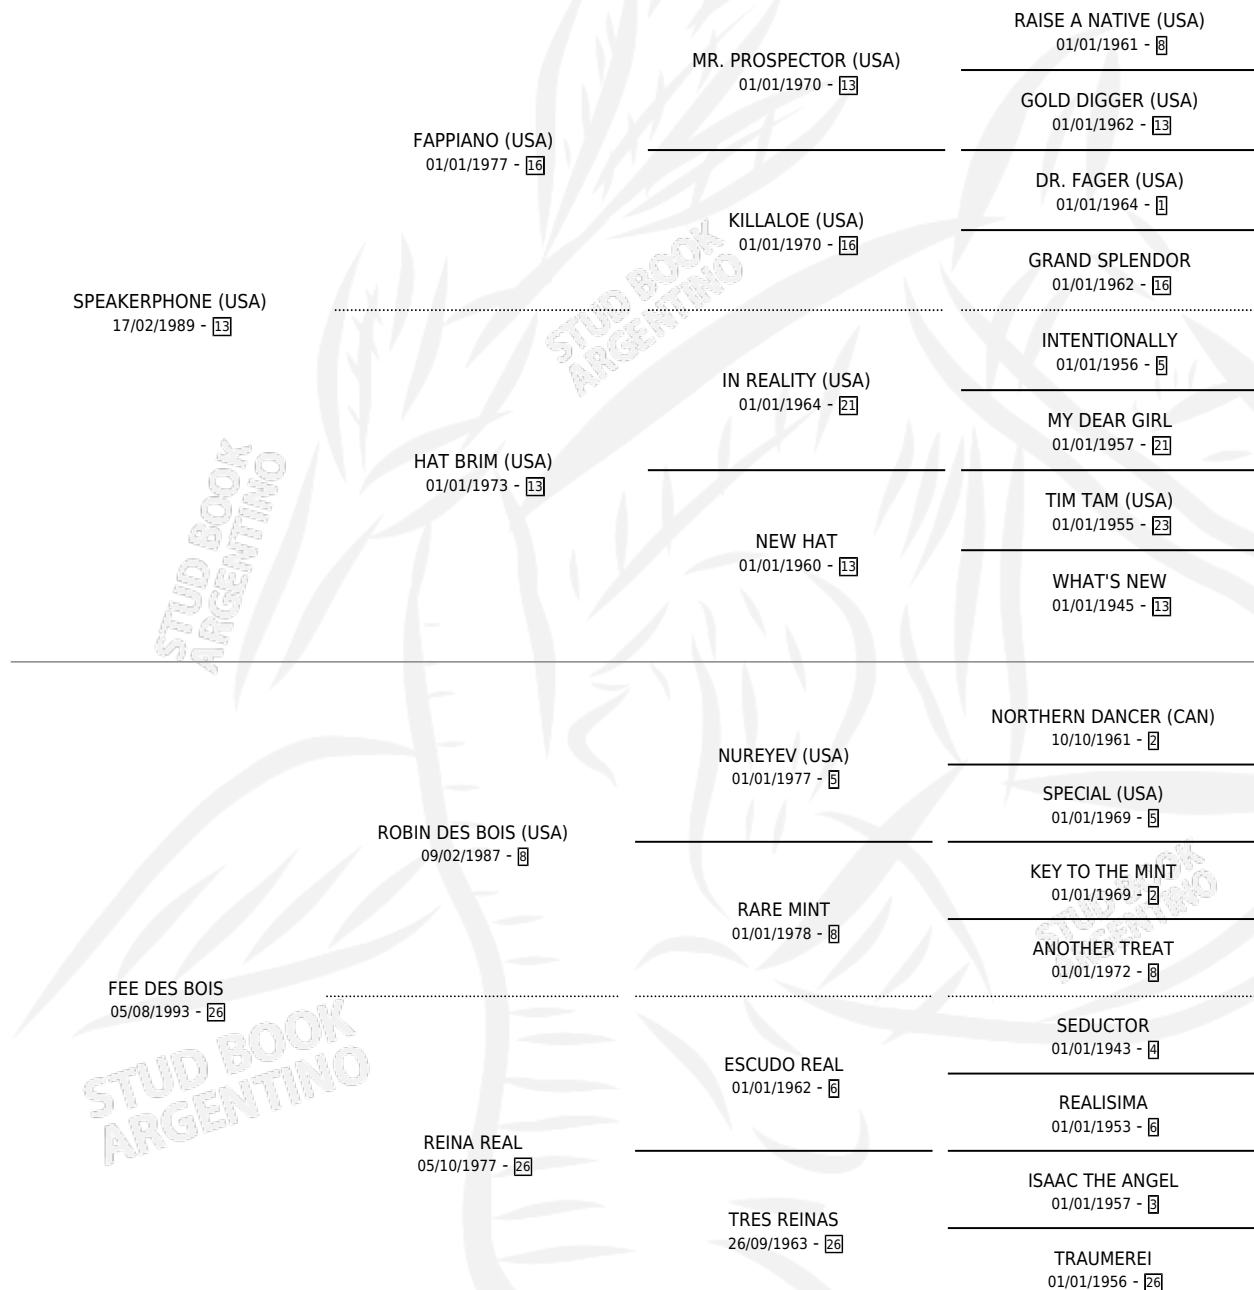 RAISE A NATIVE (USA)
01/01/1961 - 8
MR. PROSPECTOR (USA)
01/01/1970 - 13
GOLD DIGGER (USA)
01/01/1962 - 13
FAPPIANO (USA)
01/01/1977 - 16
DR. FAGER (USA)
01/01/1964 - 1
KILLALOE (USA)
01/01/1970 - 16
GRAND SPLENDOR
01/01/1962 - 16
SPEAKERPHONE (USA)
17/02/1989 - 13
STUD BOOK
ARGENTINO
INTENTIONALLY
01/01/1956 - 5
IN REALITY (USA)
01/01/1964 - 21
MY DEAR GIRL
01/01/1957 - 21
HAT BRIM (USA)
01/01/1973 - 13
TIM TAM (USA)
01/01/1955 - 23
NEW HAT
01/01/1960 - 13
WHAT'S NEW
01/01/1945 - 13
STUD BOOK
ARGENTINO
NORTHERN DANCER (CAN)
10/10/1961 - 2
NUREYEV (USA)
01/01/1977 - 5
SPECIAL (USA)
01/01/1969 - 5
ROBIN DES BOIS (USA)
09/02/1987 - 8
KEY TO THE MINT
01/01/1969 - 2
RARE MINT
01/01/1978 - 8
ANOTHER TREAT
01/01/1972 - 8
STUD BOOK
ARGENTINO
FEE DES BOIS
05/08/1993 - 26
STUD BOOK
ARGENTINO
SEDUCTOR
01/01/1943 - 4
ESCUDO REAL
01/01/1962 - 6
REALISIMA
01/01/1953 - 6
REINA REAL
05/10/1977 - 26
ISAAC THE ANGEL
01/01/1957 - 3
TRES REINAS
26/09/1963 - 26
TRAUMEREI
01/01/1956 - 26